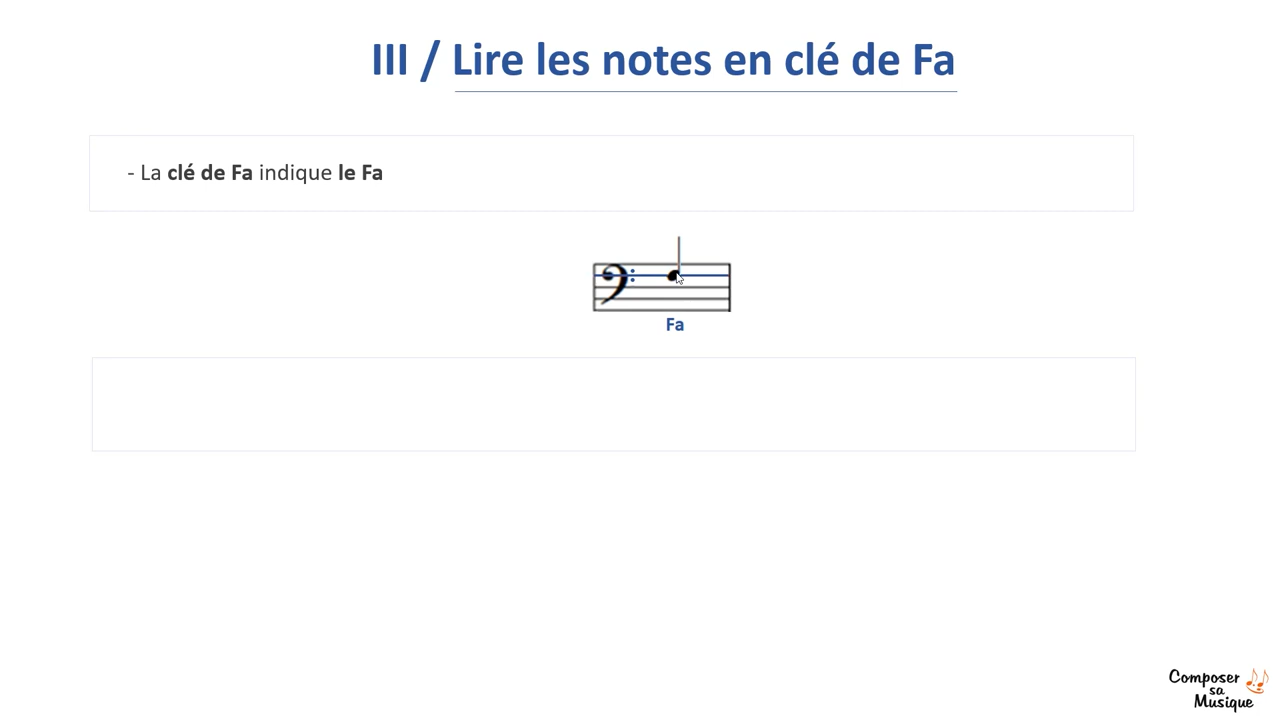 III / Lire les notes en clé de Fa
- La clé de Fa indique le Fa
Fa
Composer
sa
Musique